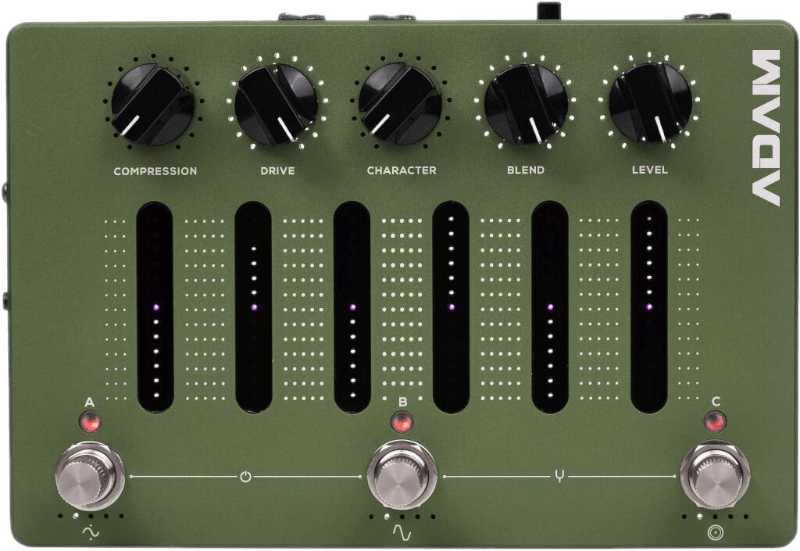 ADAM
COMPRESSION
DRIVE
CHARACTER
BLEND
LEVEL
A
B
C